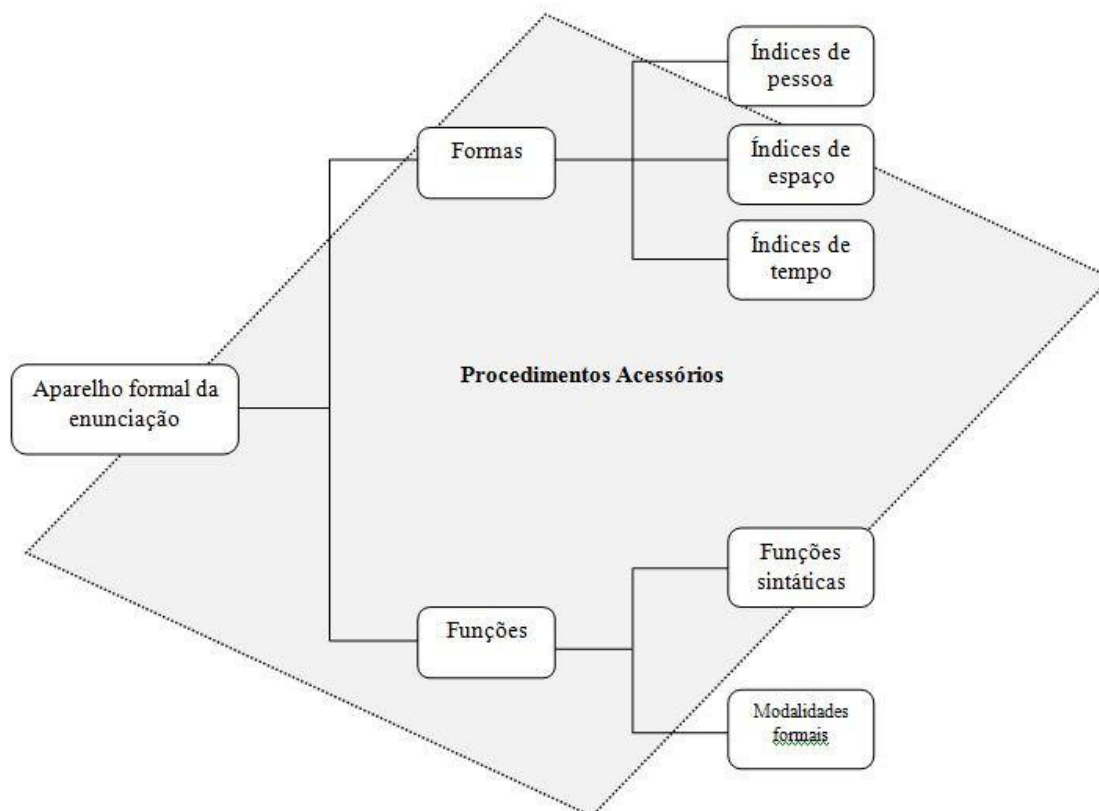 Índices de
pessoa
Formas
Índices de
espaço
Índices de
tempo
Procedimentos Acessórios
Aparelho formal da
enunciação
Funções
sintáticas
Funções
Modalidades
formais